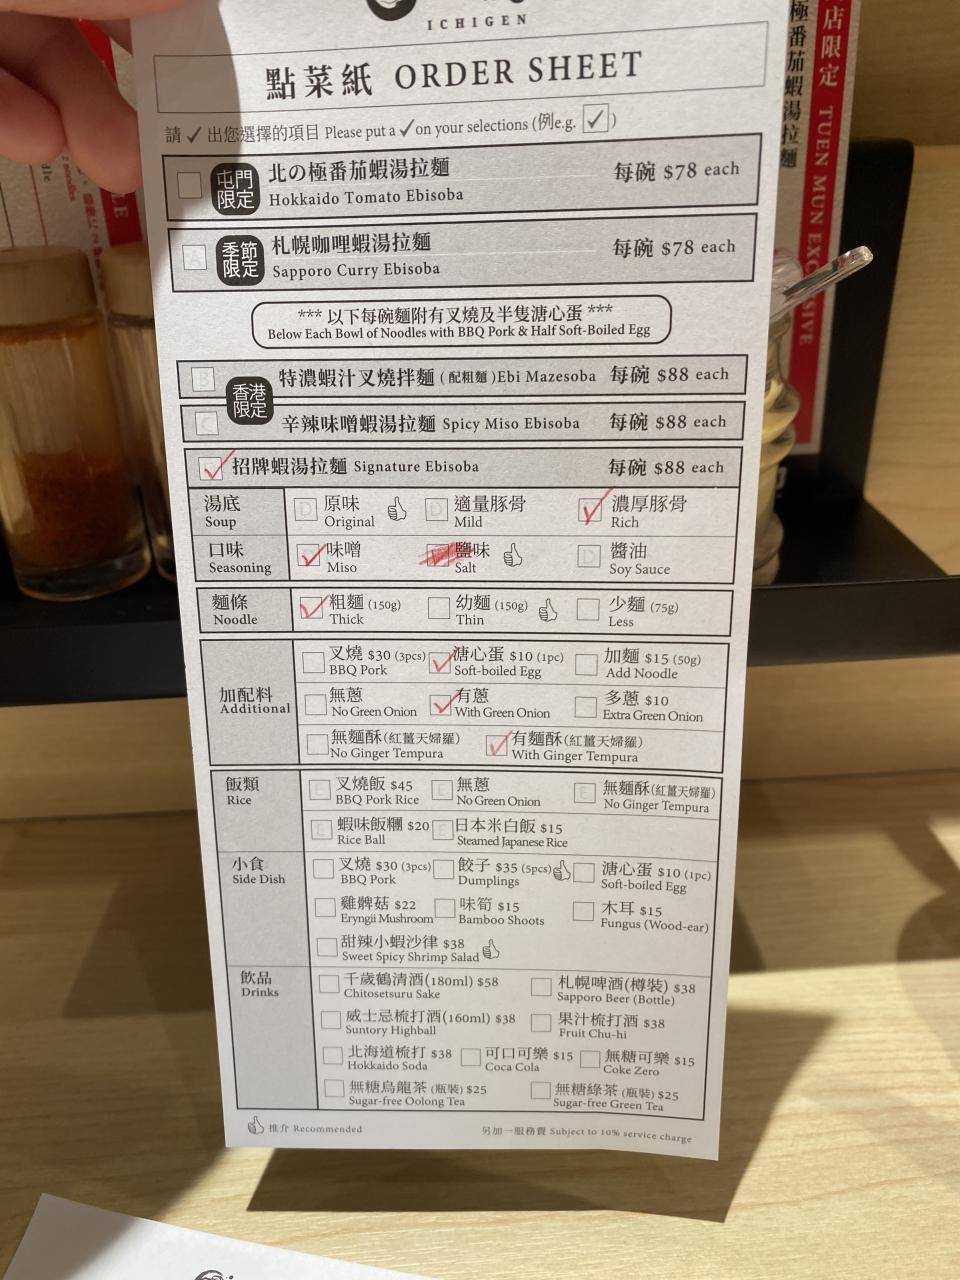 ICHIGEN
點菜紙 ORDER SHEET
請 ✓ 出您選擇的項目 Please put a ✓ on your selections (例e.g. ✓)
屯門限定 北の極番茄蝦湯拉麵 每碗 $78 each
Hokkaido Tomato Ebisoba
A 季節限定 札幌咖哩蝦湯拉麵 每碗 $78 each
Sapporo Curry Ebisoba
*** 以下每碗麵附有叉燒及半隻溏心蛋 ***
Below Each Bowl of Noodles with BBQ Pork & Half Soft-Boiled Egg
香港限定
B 特濃蝦汁叉燒拌麵 (配粗麵) Ebi Mazesoba 每碗 $88 each
C 辛辣味噌蝦湯拉麵 Spicy Miso Ebisoba 每碗 $88 each
招牌蝦湯拉麵 Signature Ebisoba 每碗 $88 each
湯底 D 原味 D 適量豚骨 濃厚豚骨
Soup Original Mild Rich
口味 味噌 鹽味 D 醬油
Seasoning Miso Salt Soy Sauce
麵條 粗麵 (150g) 幼麵 (150g) 少麵 (75g)
Noodle Thick Thin Less
加配料
Additional
叉燒 $30 (3pcs) 溏心蛋 $10 (1pc) 加麵 $15 (50g)
BBQ Pork Soft-boiled Egg Add Noodle
無蔥 有蔥 多蔥 $10
No Green Onion With Green Onion Extra Green Onion
無麵酥(紅薑天婦羅) 有麵酥(紅薑天婦羅)
No Ginger Tempura With Ginger Tempura
飯類 E 叉燒飯 $45 E 無蔥 E 無麵酥(紅薑天婦羅)
Rice BBQ Pork Rice No Green Onion No Ginger Tempura
E 蝦味飯糰 $20 E 日本米白飯 $15
Rice Ball Steamed Japanese Rice
小食 叉燒 $30 (3pcs) 餃子 $35 (5pcs) 溏心蛋 $10 (1pc)
Side Dish BBQ Pork Dumplings Soft-boiled Egg
雞髀菇 $22 味筍 $15 木耳 $15
Eryngii Mushroom Bamboo Shoots Fungus (Wood-ear)
甜辣小蝦沙律 $38
Sweet Spicy Shrimp Salad
飲品 千歲鶴清酒(180ml) $58 札幌啤酒(樽裝) $38
Drinks Chitosetsuru Sake Sapporo Beer (Bottle)
威士忌梳打酒(160ml) $38 果汁梳打酒 $38
Suntory Highball Fruit Chu-hi
北海道梳打 $38 可口可樂 $15 無糖可樂 $15
Hokkaido Soda Coca Cola Coke Zero
無糖烏龍茶 (瓶裝) $25 無糖綠茶 (瓶裝) $25
Sugar-free Oolong Tea Sugar-free Green Tea
推介 Recommended 另加一服務費 Subject to 10% service charge
店限定 TUEN MUN
極番茄蝦湯拉麵